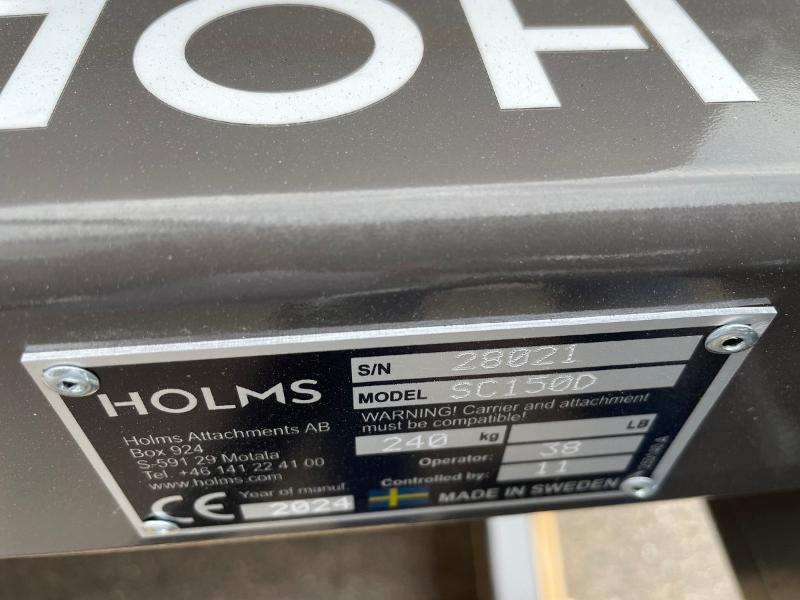 HOL
HOLMS
Holms Attachments AB
Box 924
S-591 29 Motala
Tel. +46 141 22 41 00
www.holms.com
CE
Year of manuf. 2024
S/N 28021
MODEL SC150D
WARNING! Carrier and attachment
must be compatible!
240 kg LB
Operator: 38
Controlled by: 11
MADE IN SWEDEN